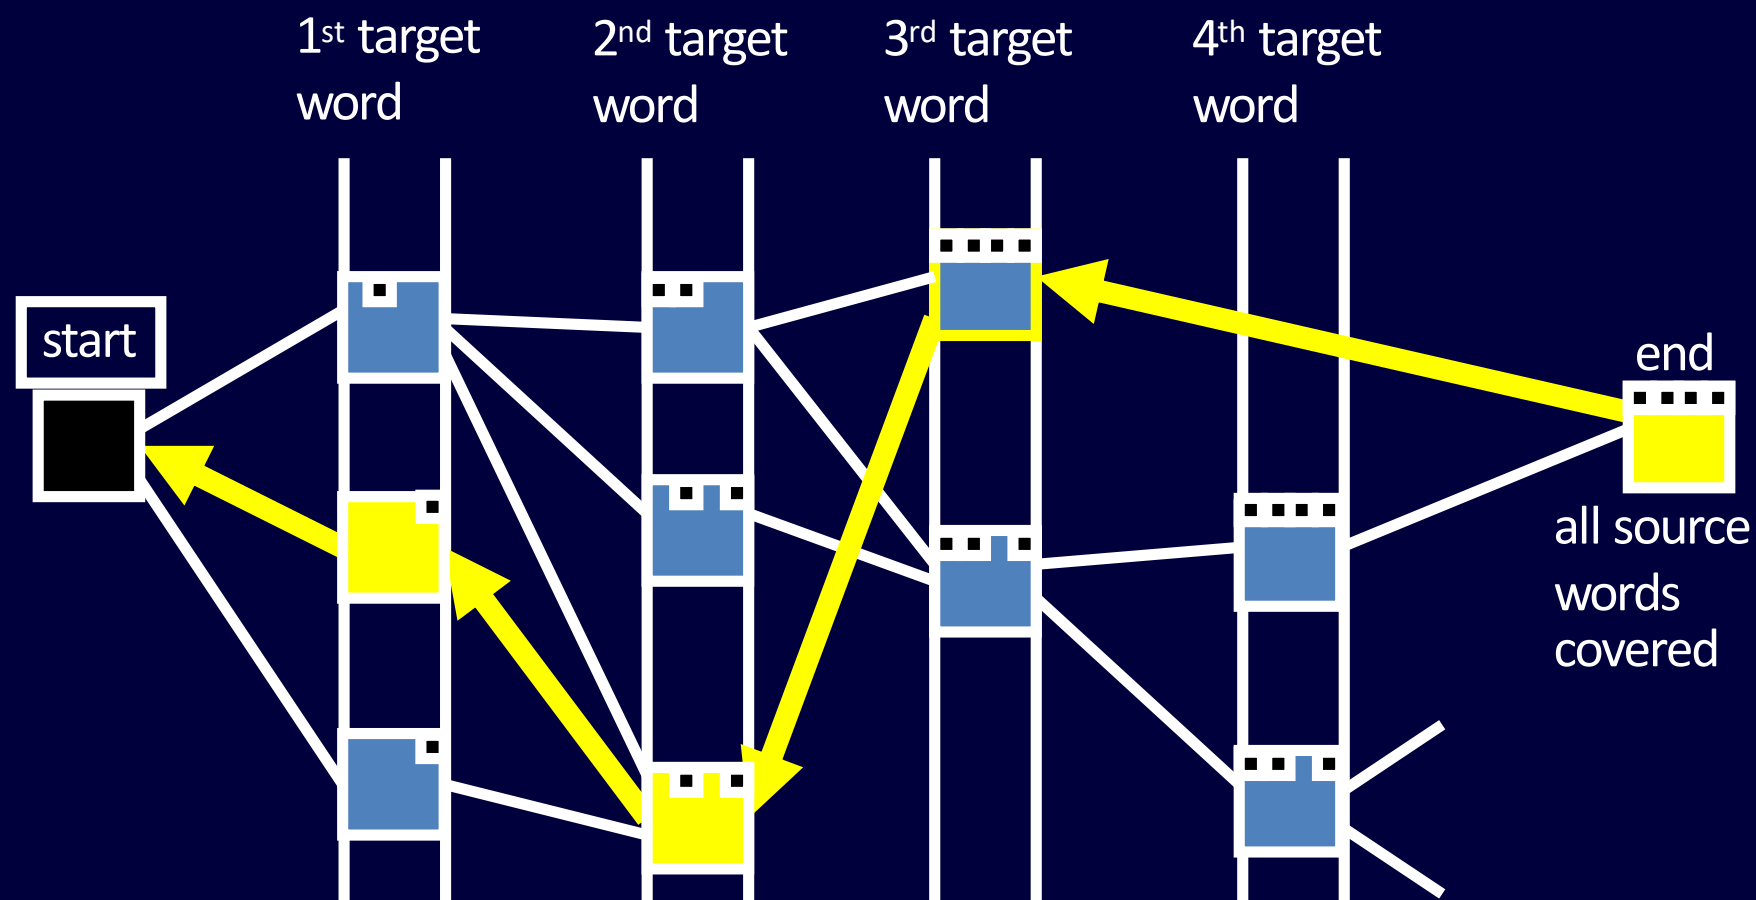 1st target
word
2nd target
word
3rd target
word
4th target
word
start
end
all source
words
covered